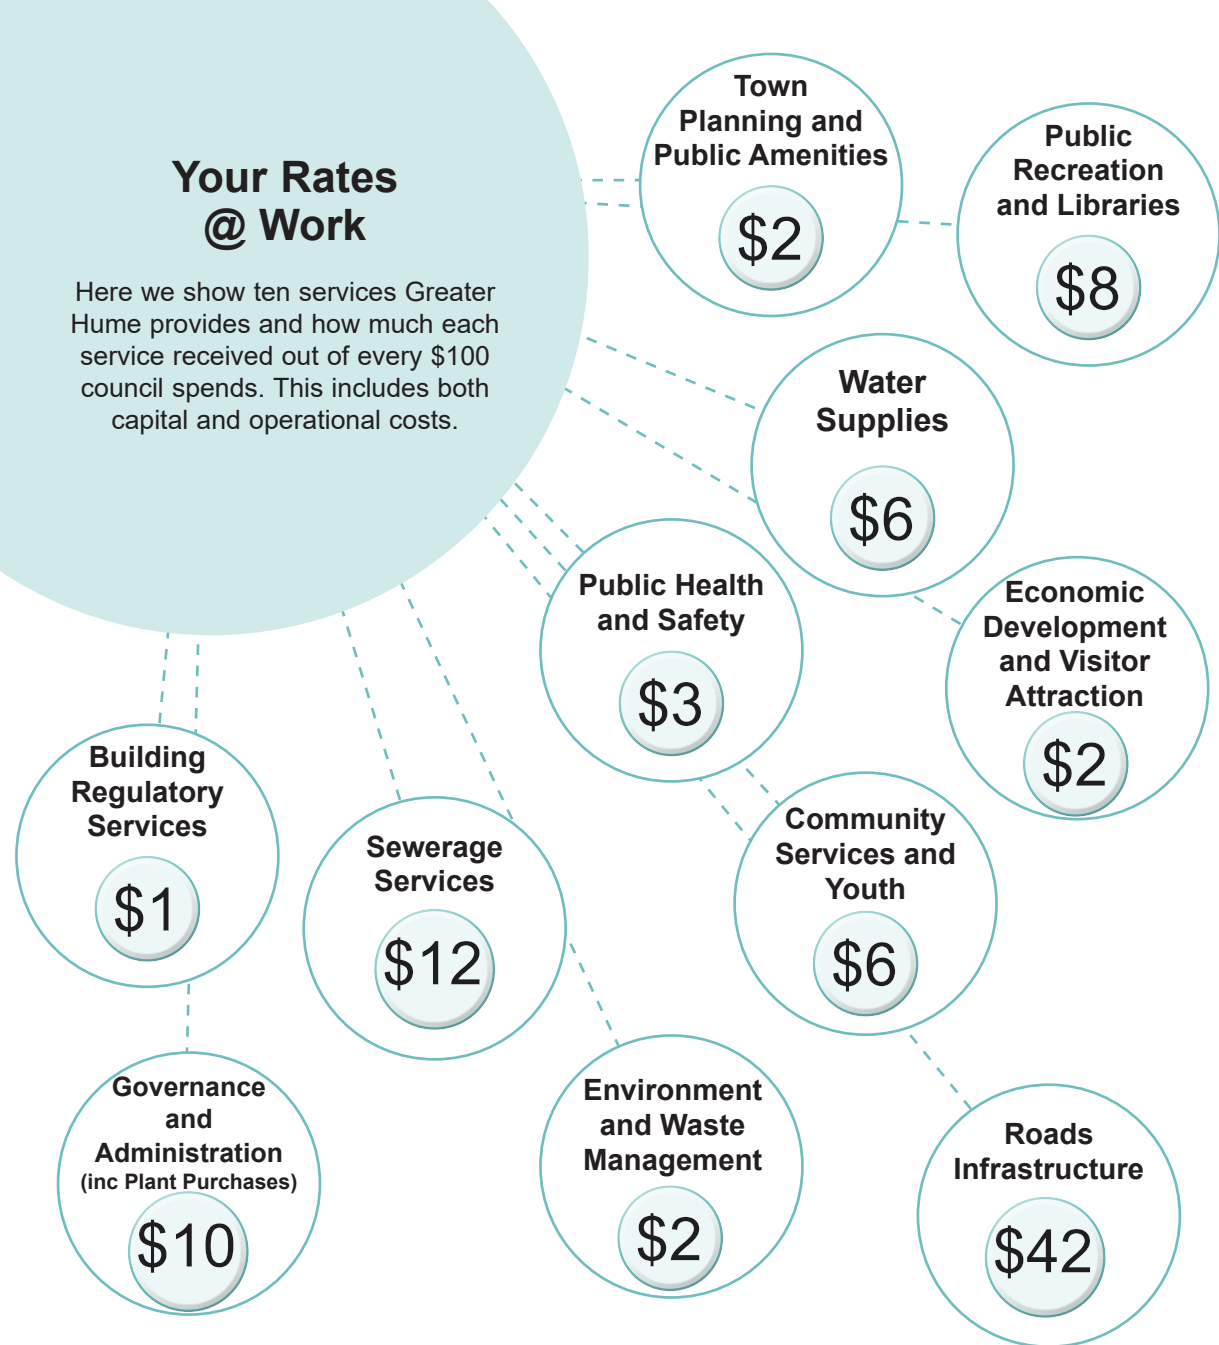 Your Rates
@ Work
Here we show ten services Greater
Hume provides and how much each
service received out of every $100
council spends. This includes both
capital and operational costs.
Town
Planning and
Public Amenities
$2
Public
Recreation
and Libraries
$8
Water
Supplies
$6
Public Health
and Safety
$3
Economic
Development
and Visitor
Attraction
$2
Building
Regulatory
Services
$1
Sewerage
Services
$12
Community
Services and
Youth
$6
Governance
and
Administration
(inc Plant Purchases)
$10
Environment
and Waste
Management
$2
Roads
Infrastructure
$42